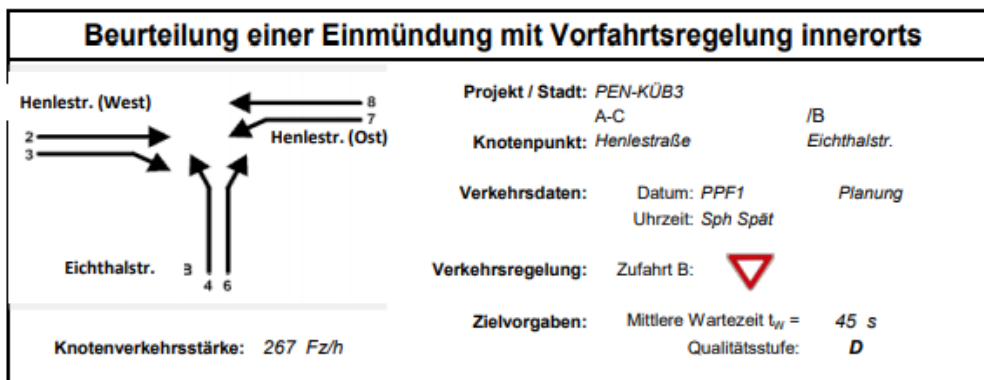 Beurteilung einer Einmündung mit Vorfahrtsregelung innerorts
Henlestr. (West)
8
7
Henlestr. (Ost)
2
3
Eichthalstr. B
4 6
Knotenverkehrsstärke: 267 Fz/h
Projekt / Stadt: PEN-KÜB3
A-C /B
Knotenpunkt: Henlestraße Eichthalstr.
Verkehrsdaten: Datum: PPF1 Planung
Uhrzeit: Sph Spät
Verkehrsregelung: Zufahrt B:
Zielvorgaben: Mittlere Wartezeit tw = 45 s
Qualitätsstufe: D